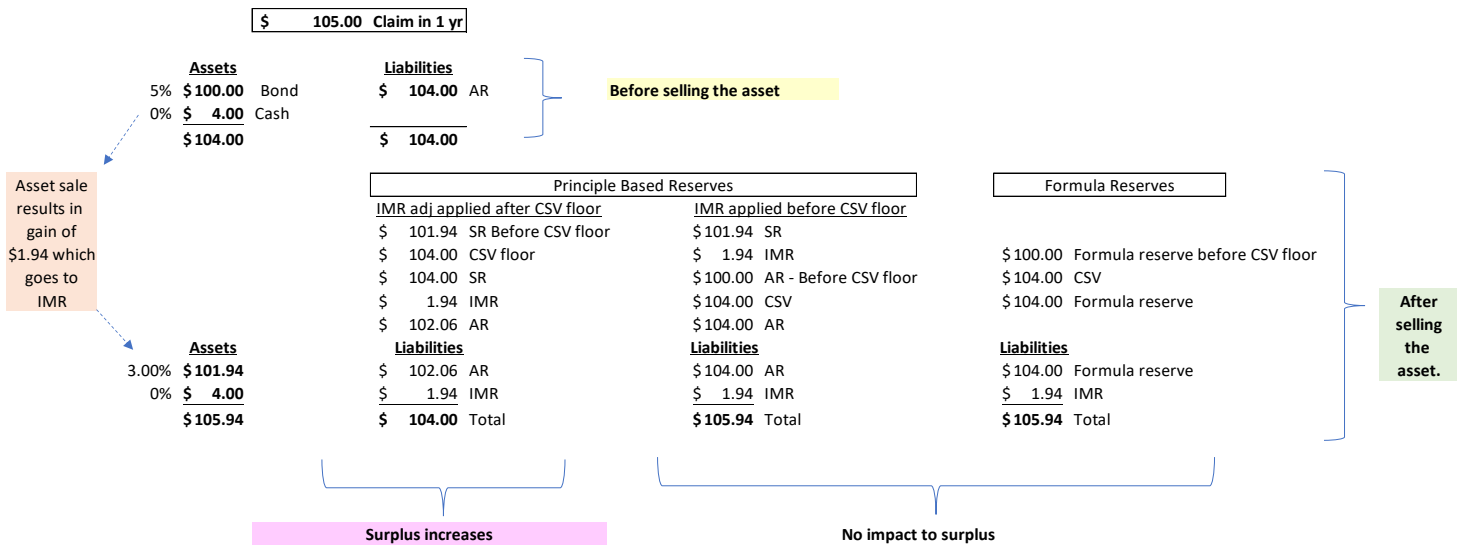 $ 105.00 Claim in 1 yr
Assets Liabilities
5% $ 100.00 Bond $ 104.00 AR
0% $ 4.00 Cash
$ 104.00 $ 104.00
Before selling the asset
Asset sale
results in
gain of
$1.94 which
goes to
IMR
Principle Based Reserves
IMR adj applied after CSV floor
$ 101.94 SR Before CSV floor
$ 104.00 CSV floor
$ 104.00 SR
$ 1.94 IMR
$ 102.06 AR
IMR applied before CSV floor
$ 101.94 SR
$ 1.94 IMR
$ 100.00 AR - Before CSV floor
$ 104.00 CSV
$ 104.00 AR
Formula Reserves
$ 100.00 Formula reserve before CSV floor
$ 104.00 CSV
$ 104.00 Formula reserve
Assets Liabilities Liabilities Liabilities
3.00% $ 101.94 $ 102.06 AR $ 104.00 AR $ 104.00 Formula reserve
0% $ 4.00 $ 1.94 IMR $ 1.94 IMR $ 1.94 IMR
$ 105.94 $ 104.00 Total $ 105.94 Total $ 105.94 Total
After
selling
the
asset.
Surplus increases
No impact to surplus